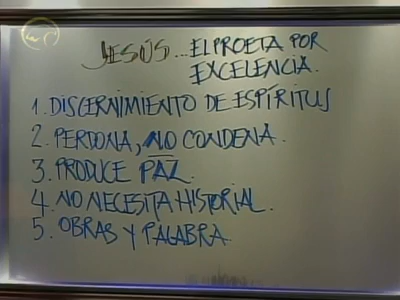 JESÚS... EL PROETA POR
EXCELENCIA.
1. DISCERNIMIENTO DE ESPÍRITUS
2. PERDONA, NO CONDENA.
3. PRODUCE PAZ.
4. NO NECESITA HISTORIAL.
5. OBRAS Y PALABRA.